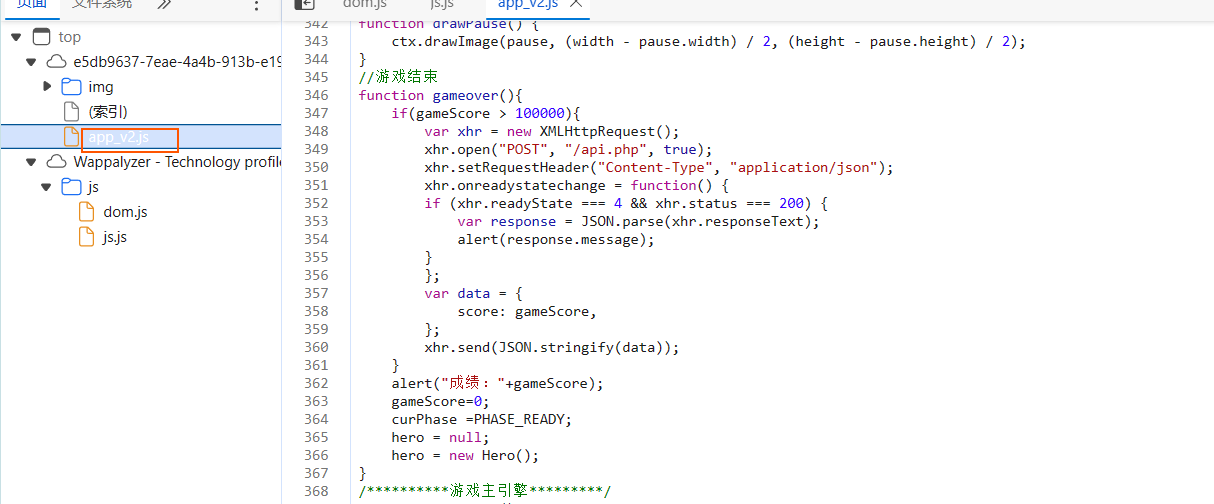 页面 文件系统
top
e5db9637-7eae-4a4b-913b-e19
img
(索引)
app_v2.js
Wappalyzer - Technology profile
js
dom.js
js.js
dom.js js.js app_v2.js
342 function drawPause() {
343 ctx.drawImage(pause, (width - pause.width) / 2, (height - pause.height) / 2);
344 }
345 //游戏结束
346 function gameover(){
347 if(gameScore > 100000){
348 var xhr = new XMLHttpRequest();
349 xhr.open("POST", "/api.php", true);
350 xhr.setRequestHeader("Content-Type", "application/json");
351 xhr.onreadystatechange = function() {
352 if (xhr.readyState === 4 && xhr.status === 200) {
353 var response = JSON.parse(xhr.responseText);
354 alert(response.message);
355 }
356 };
357 var data = {
358 score: gameScore,
359 };
360 xhr.send(JSON.stringify(data));
361 }
362 alert("成绩："+gameScore);
363 gameScore=0;
364 curPhase =PHASE_READY;
365 hero = null;
366 hero = new Hero();
367 }
368 /**********游戏主引擎*********/